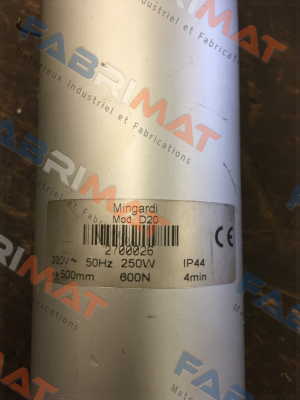 FABRIMAT
Matériaux Industriel et Fabrications
Mingardi
Mod. D20
2700026
230V~ 50Hz 250W IP44
500mm 600N 4min
CE